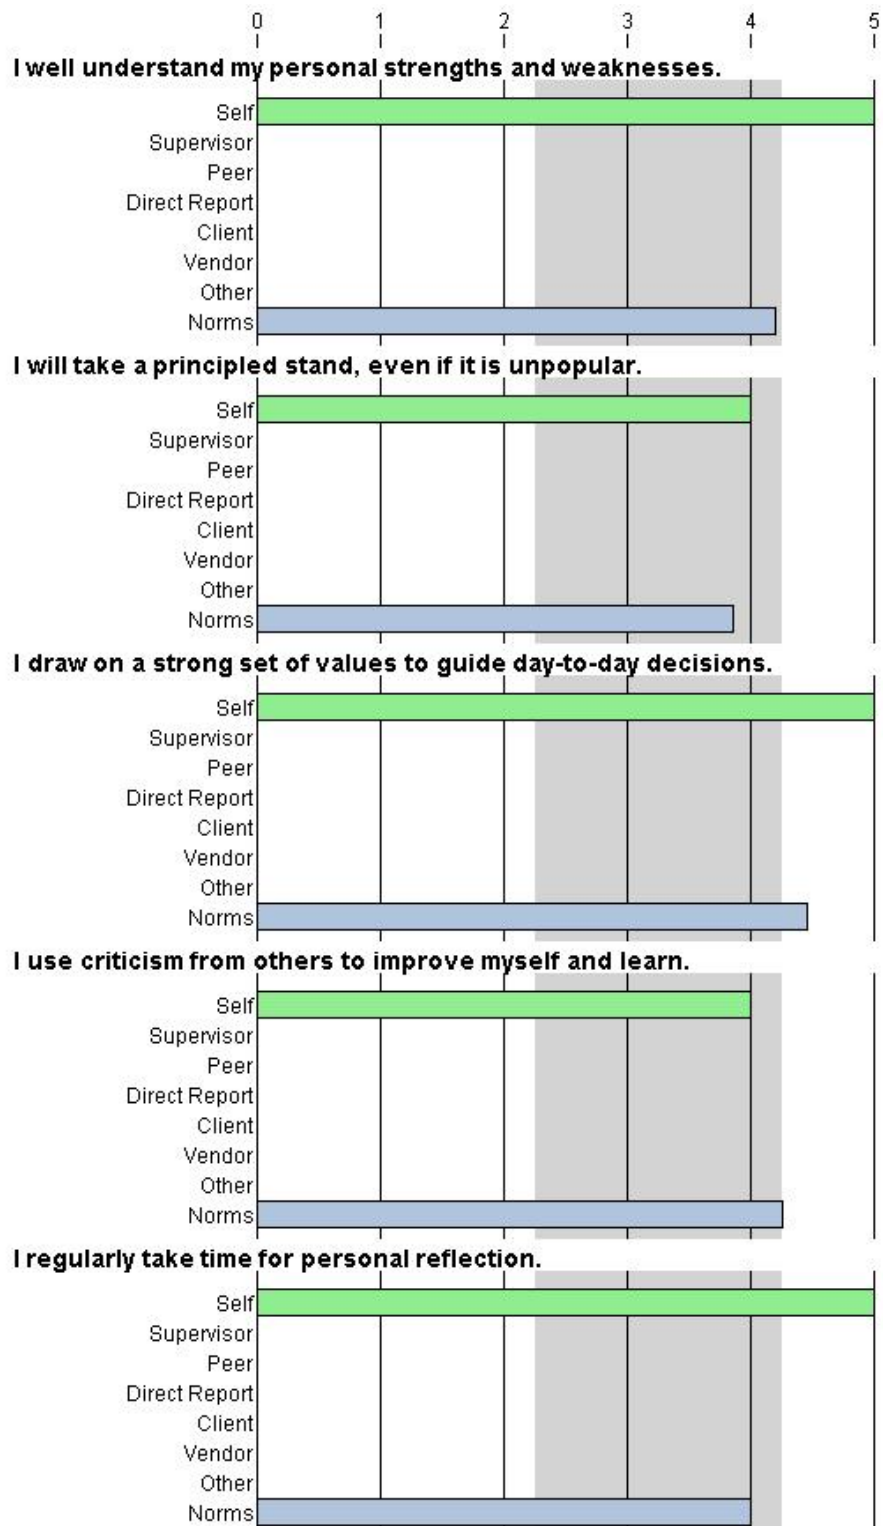 0 1 2 3 4 5
I well understand my personal strengths and weaknesses.
Self
Supervisor
Peer
Direct Report
Client
Vendor
Other
Norms
I will take a principled stand, even if it is unpopular.
Self
Supervisor
Peer
Direct Report
Client
Vendor
Other
Norms
I draw on a strong set of values to guide day-to-day decisions.
Self
Supervisor
Peer
Direct Report
Client
Vendor
Other
Norms
I use criticism from others to improve myself and learn.
Self
Supervisor
Peer
Direct Report
Client
Vendor
Other
Norms
I regularly take time for personal reflection.
Self
Supervisor
Peer
Direct Report
Client
Vendor
Other
Norms